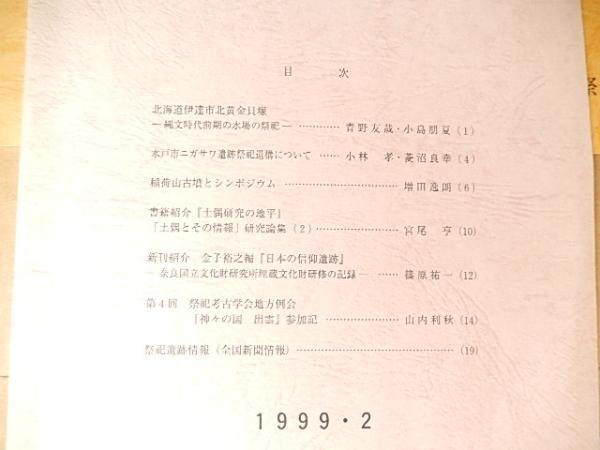 目次
北海道伊達市北黄金貝塚
―縄文時代前期の水場の祭祀― ………… 青野友哉・小島朋夏 (1)
水戸市ニガサワ遺跡祭祀遺構について …… 小林 孝・菱沼良幸 (4)
稲荷山古墳とシンポジウム ………………………… 増田逸朗 (6)
書籍紹介『土偶研究の地平』
『土偶とその情報』研究論集 (2) ………………… 宮尾 亨 (10)
新刊紹介 金子裕之編『日本の信仰遺跡』
―奈良国立文化財研究所埋蔵文化財研修の記録― …… 篠原祐一 (12)
第4回 祭祀考古学会地方例会
『神々の国 出雲』参加記 ………………… 山内利秋 (14)
祭祀遺跡情報 (全国新聞情報) ………………………………… (19)
1999・2
祭